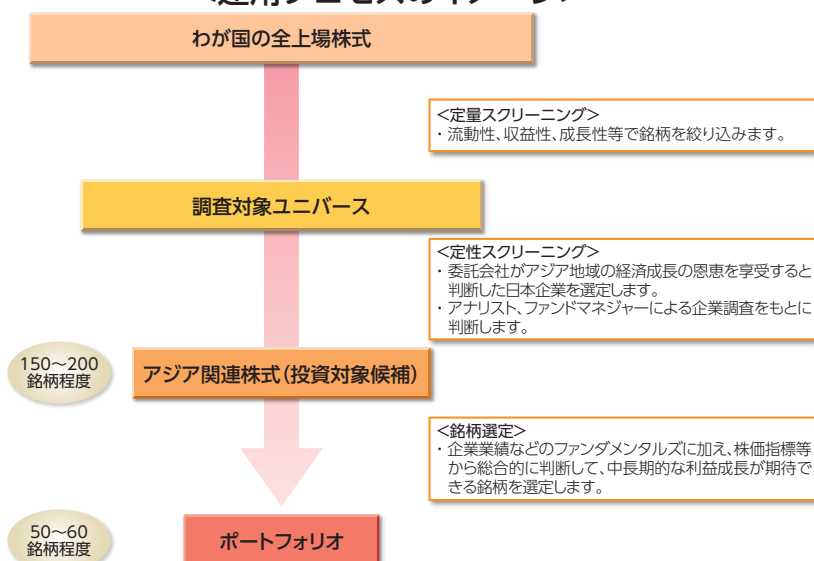 わが国の全上場株式
<定量スクリーニング>
・流動性、収益性、成長性等で銘柄を絞り込みます。
調査対象ユニバース
<定性スクリーニング>
・委託会社がアジア地域の経済成長の恩恵を享受すると
判断した日本企業を選定します。
・アナリスト、ファンドマネジャーによる企業調査をもとに
判断します。
150~200
銘柄程度
アジア関連株式(投資対象候補)
<銘柄選定>
・企業業績などのファンダメンタルズに加え、株価指標等
から総合的に判断して、中長期的な利益成長が期待で
きる銘柄を選定します。
50~60
銘柄程度
ポートフォリオ